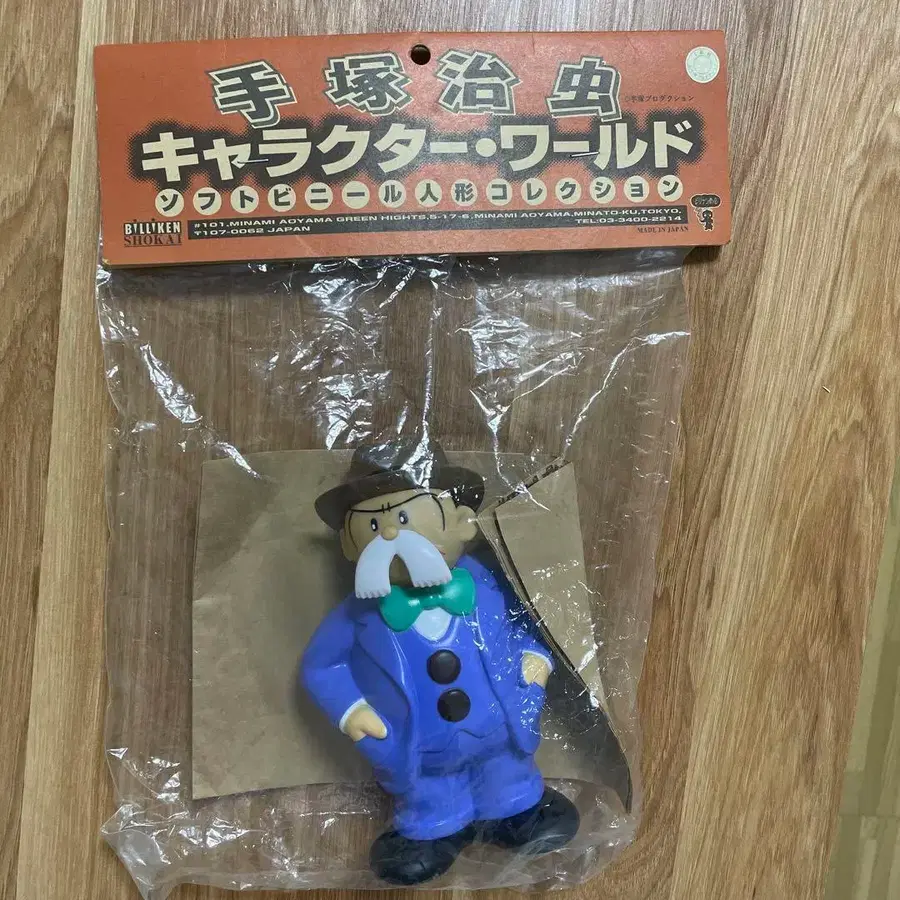 手塚治虫
©手塚プロダクション
キャラクター・ワールド
ソフトビニール人形コレクション
BILLIKEN
SHOKAI
#101,MINAMI AOYAMA GREEN HIGHTS,5-17-6,MINAMI AOYAMA,MINATO-KU,TOKYO,
〒107-0062 JAPAN TEL:03-3400-2214
MADE IN JAPAN